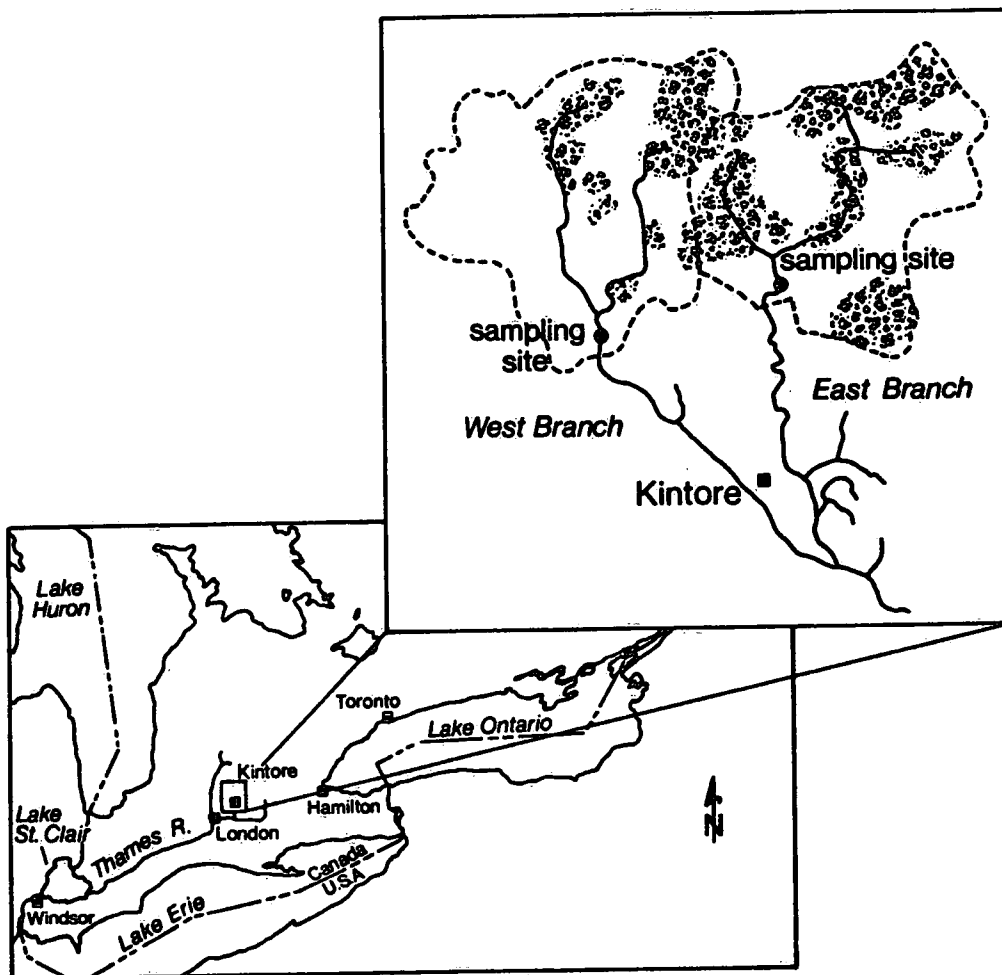 sampling site
sampling
site
East Branch
West Branch
Kintore
Lake
Huron
Toronto
Lake Ontario
Kintore
Hamilton
Lake
St. Clair
Thames R.
London
N
Canada
U.S.A
Windsor
Lake Erie